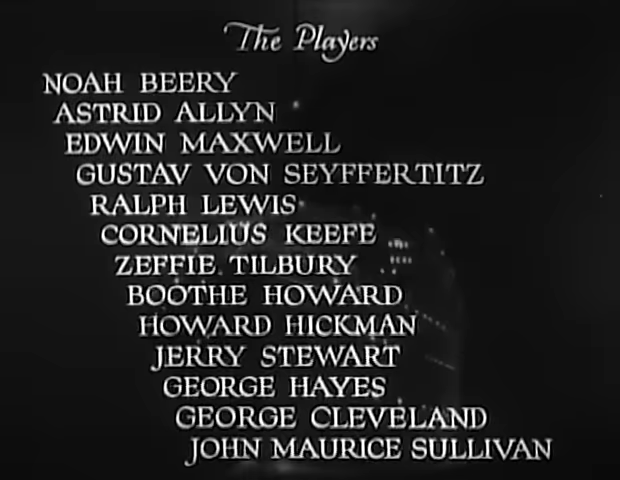 The Players
NOAH BEERY
ASTRID ALLYN
EDWIN MAXWELL
GUSTAV VON SEYFFERTITZ
RALPH LEWIS
CORNELIUS KEEFE
ZEFFIE TILBURY
BOOTHE HOWARD
HOWARD HICKMAN
JERRY STEWART
GEORGE HAYES
GEORGE CLEVELAND
JOHN MAURICE SULLIVAN